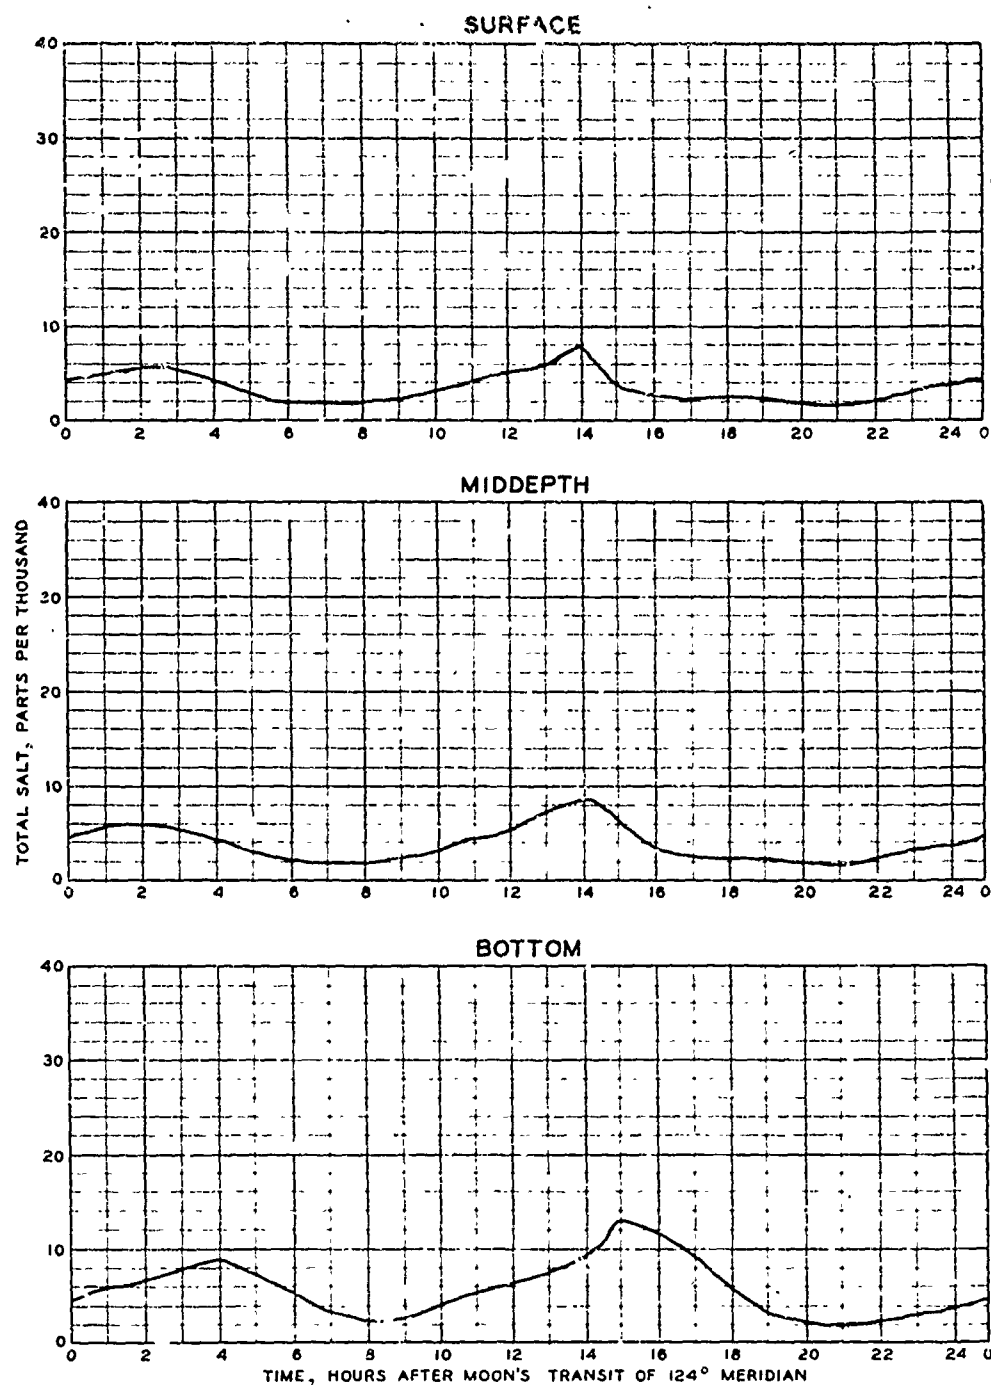 SURFACE
40
30
20
10
0
0 2 4 6 8 10 12 14 16 18 20 22 24 0
MIDDEPTH
TOTAL SALT, PARTS PER THOUSAND
40
30
20
10
0
0 2 4 6 8 10 12 14 16 18 20 22 24 0
BOTTOM
40
30
20
10
0
0 2 4 6 8 10 12 14 16 18 20 22 24 0
TIME, HOURS AFTER MOON'S TRANSIT OF 124° MERIDIAN